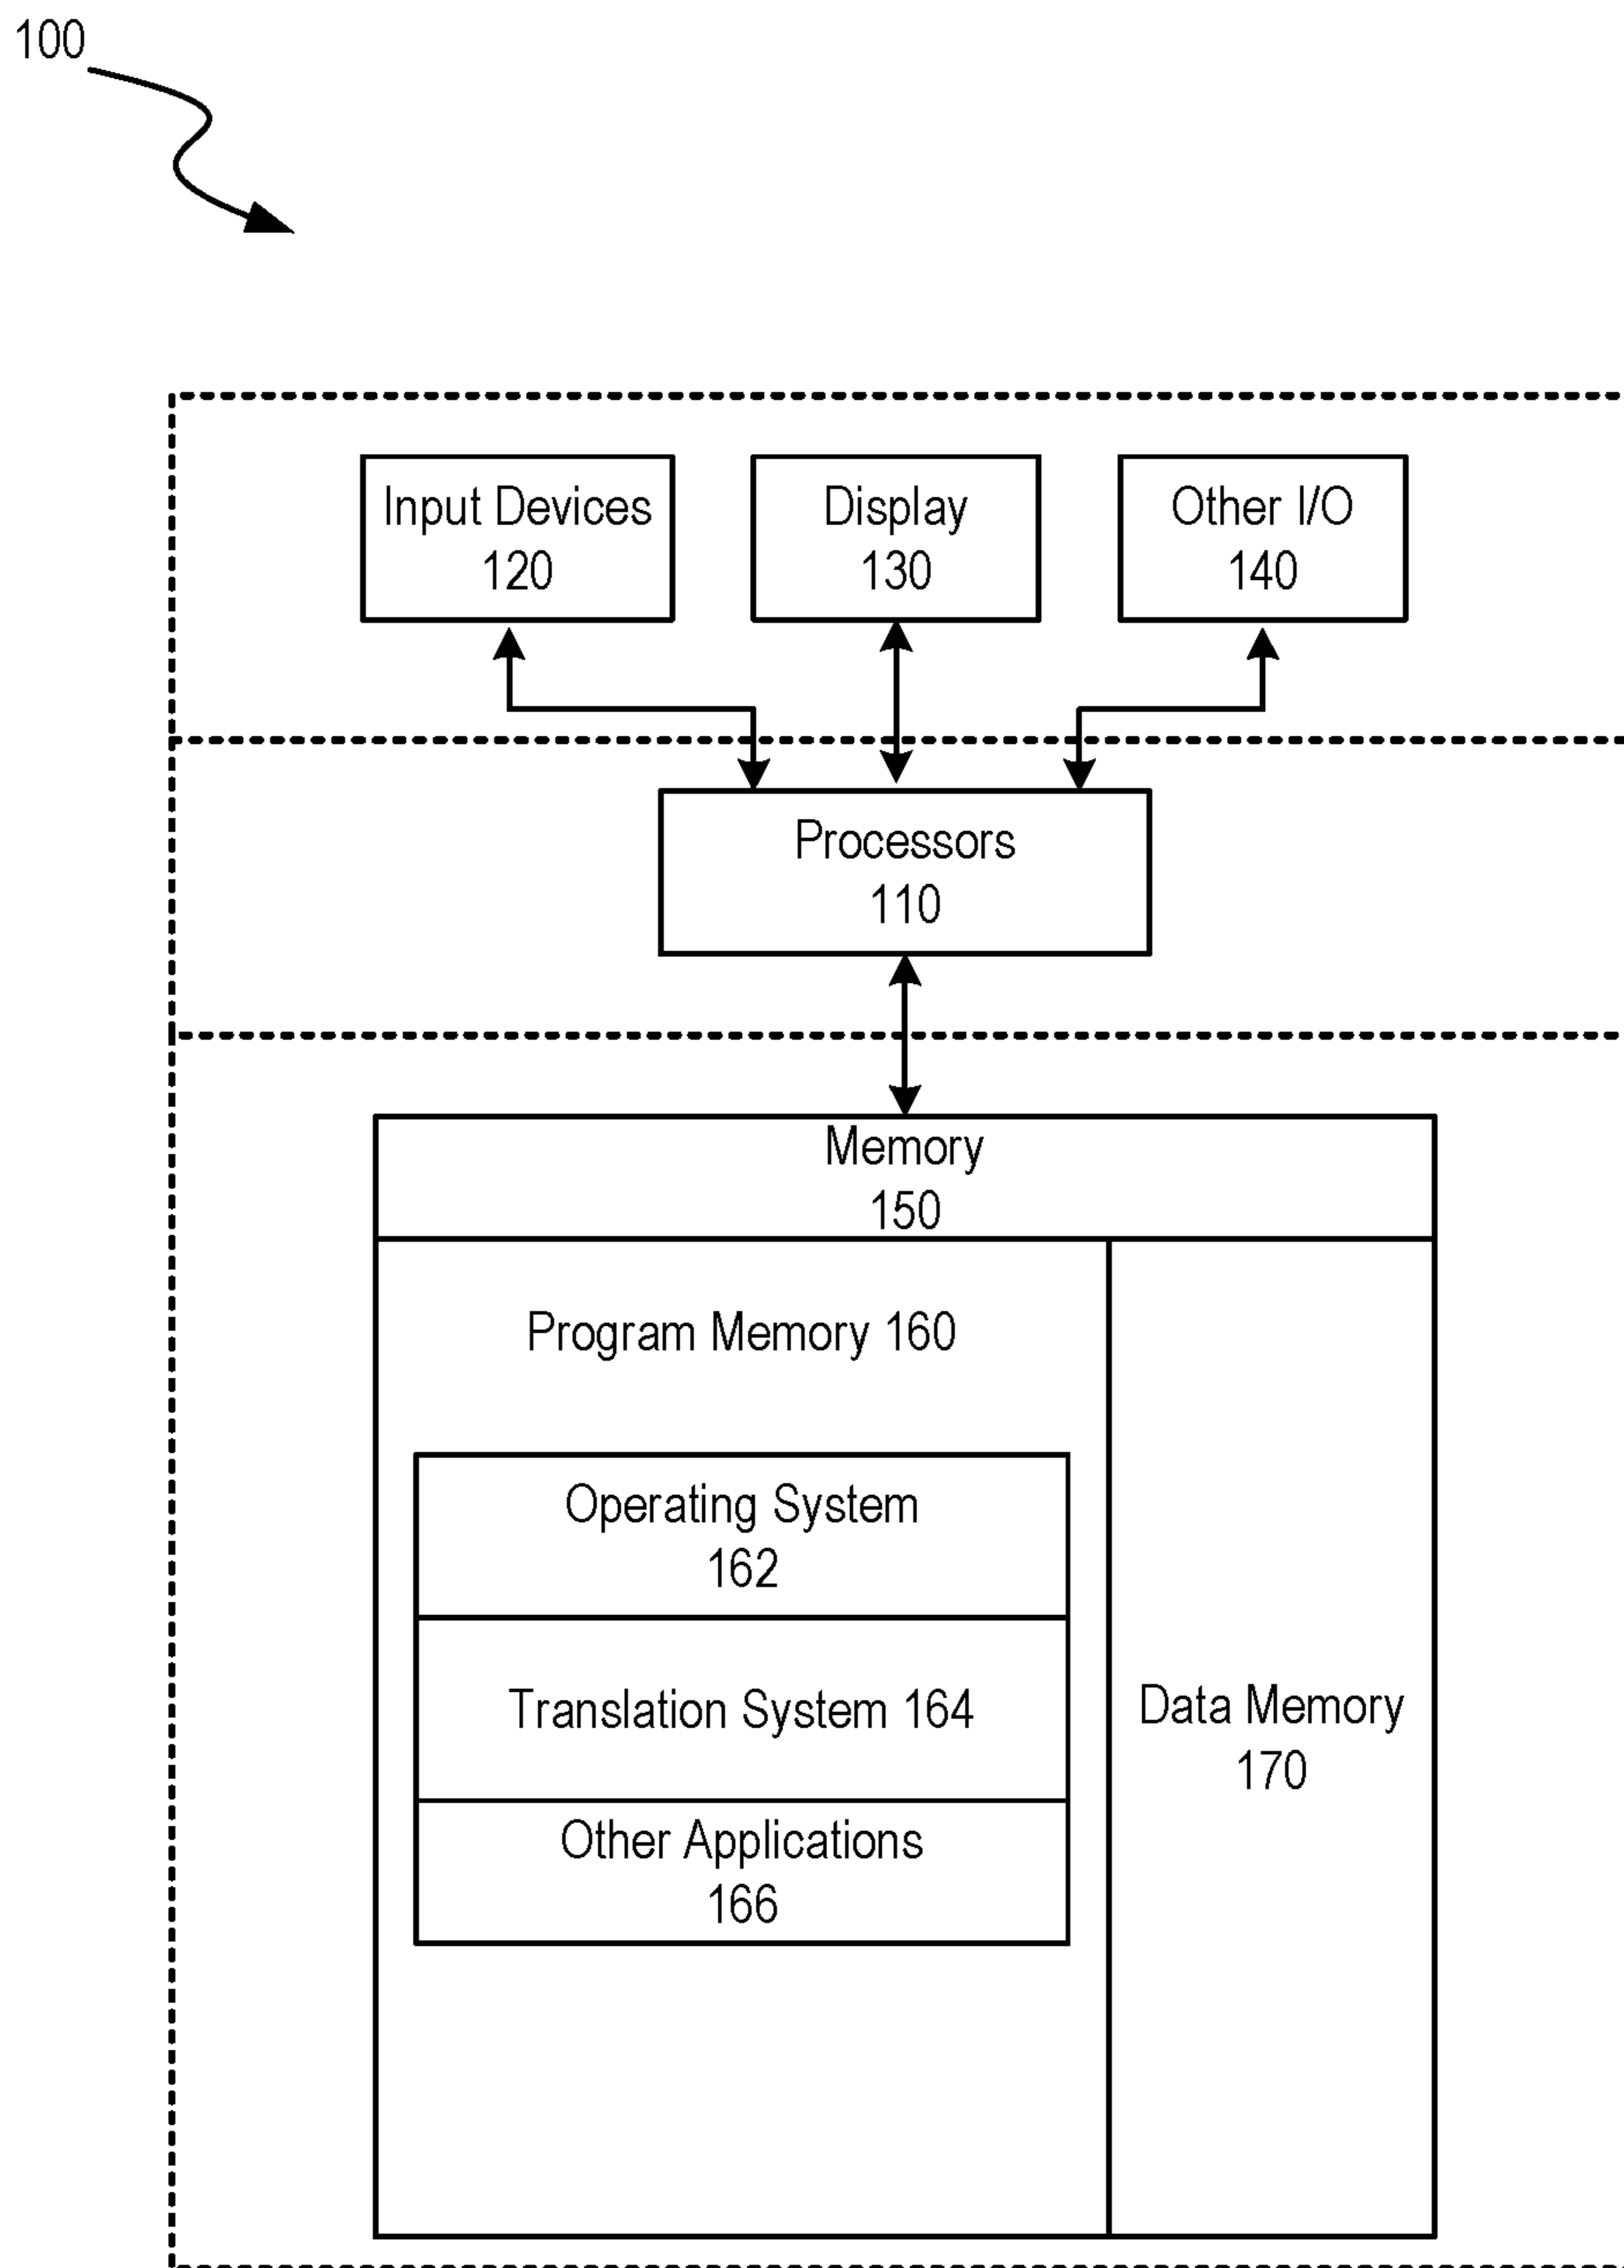 100
Input Devices
120
Display
130
Other I/O
140
Processors
110
Memory
150
Program Memory 160
Operating System
162
Translation System 164
Other Applications
166
Data Memory
170